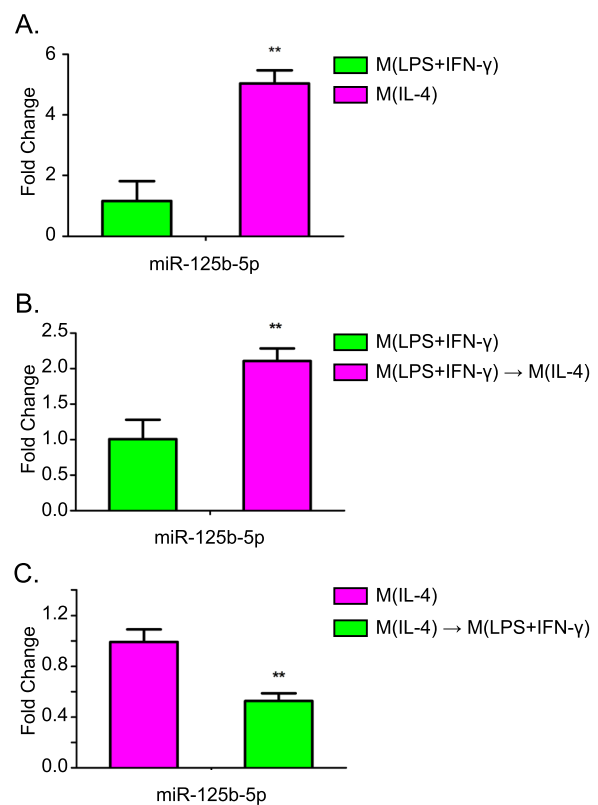 A.
**
6
4
2
0
Fold Change
miR-125b-5p
M(LPS+IFN-γ)
M(IL-4)
B.
**
2.5
2.0
1.5
1.0
0.5
0.0
Fold Change
miR-125b-5p
M(LPS+IFN-γ)
M(LPS+IFN-γ) → M(IL-4)
C.
**
1.2
0.8
0.4
0.0
Fold Change
miR-125b-5p
M(IL-4)
M(IL-4) → M(LPS+IFN-γ)